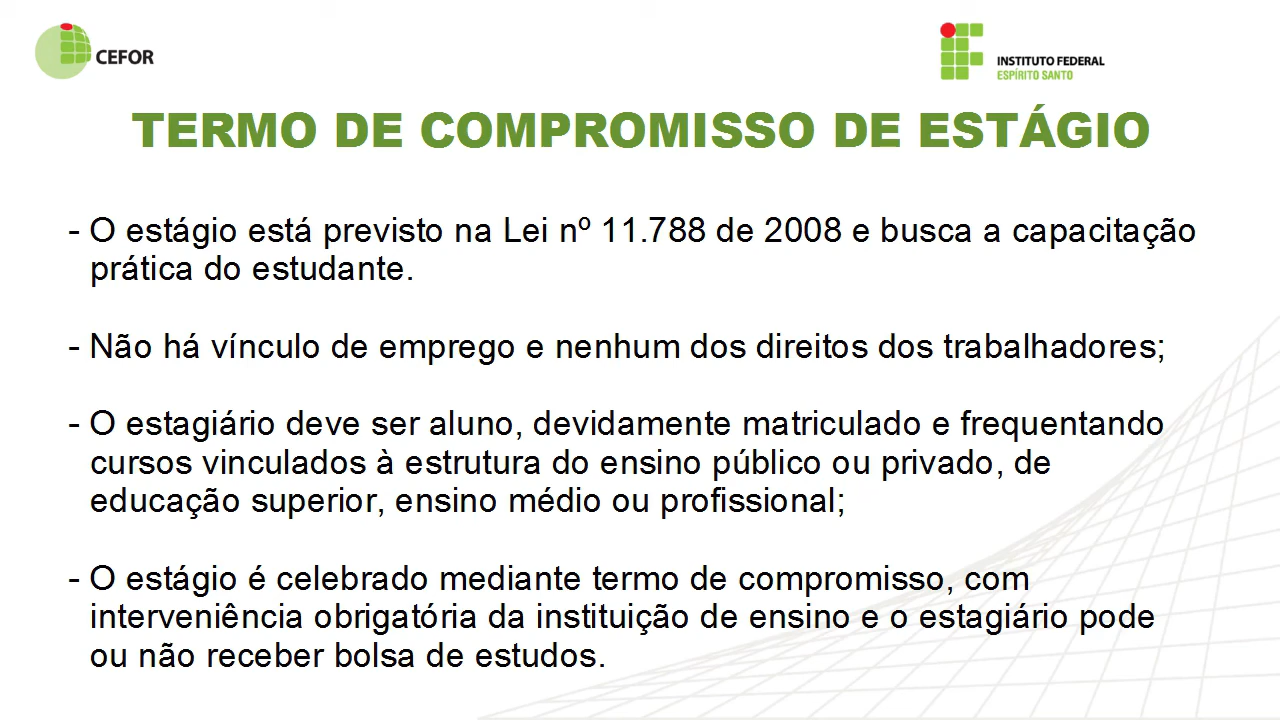 CEFOR
INSTITUTO FEDERAL
ESPÍRITO SANTO
TERMO DE COMPROMISSO DE ESTÁGIO
- O estágio está previsto na Lei nº 11.788 de 2008 e busca a capacitação
prática do estudante.
- Não há vínculo de emprego e nenhum dos direitos dos trabalhadores;
- O estagiário deve ser aluno, devidamente matriculado e frequentando
cursos vinculados à estrutura do ensino público ou privado, de
educação superior, ensino médio ou profissional;
- O estágio é celebrado mediante termo de compromisso, com
interveniência obrigatória da instituição de ensino e o estagiário pode
ou não receber bolsa de estudos.